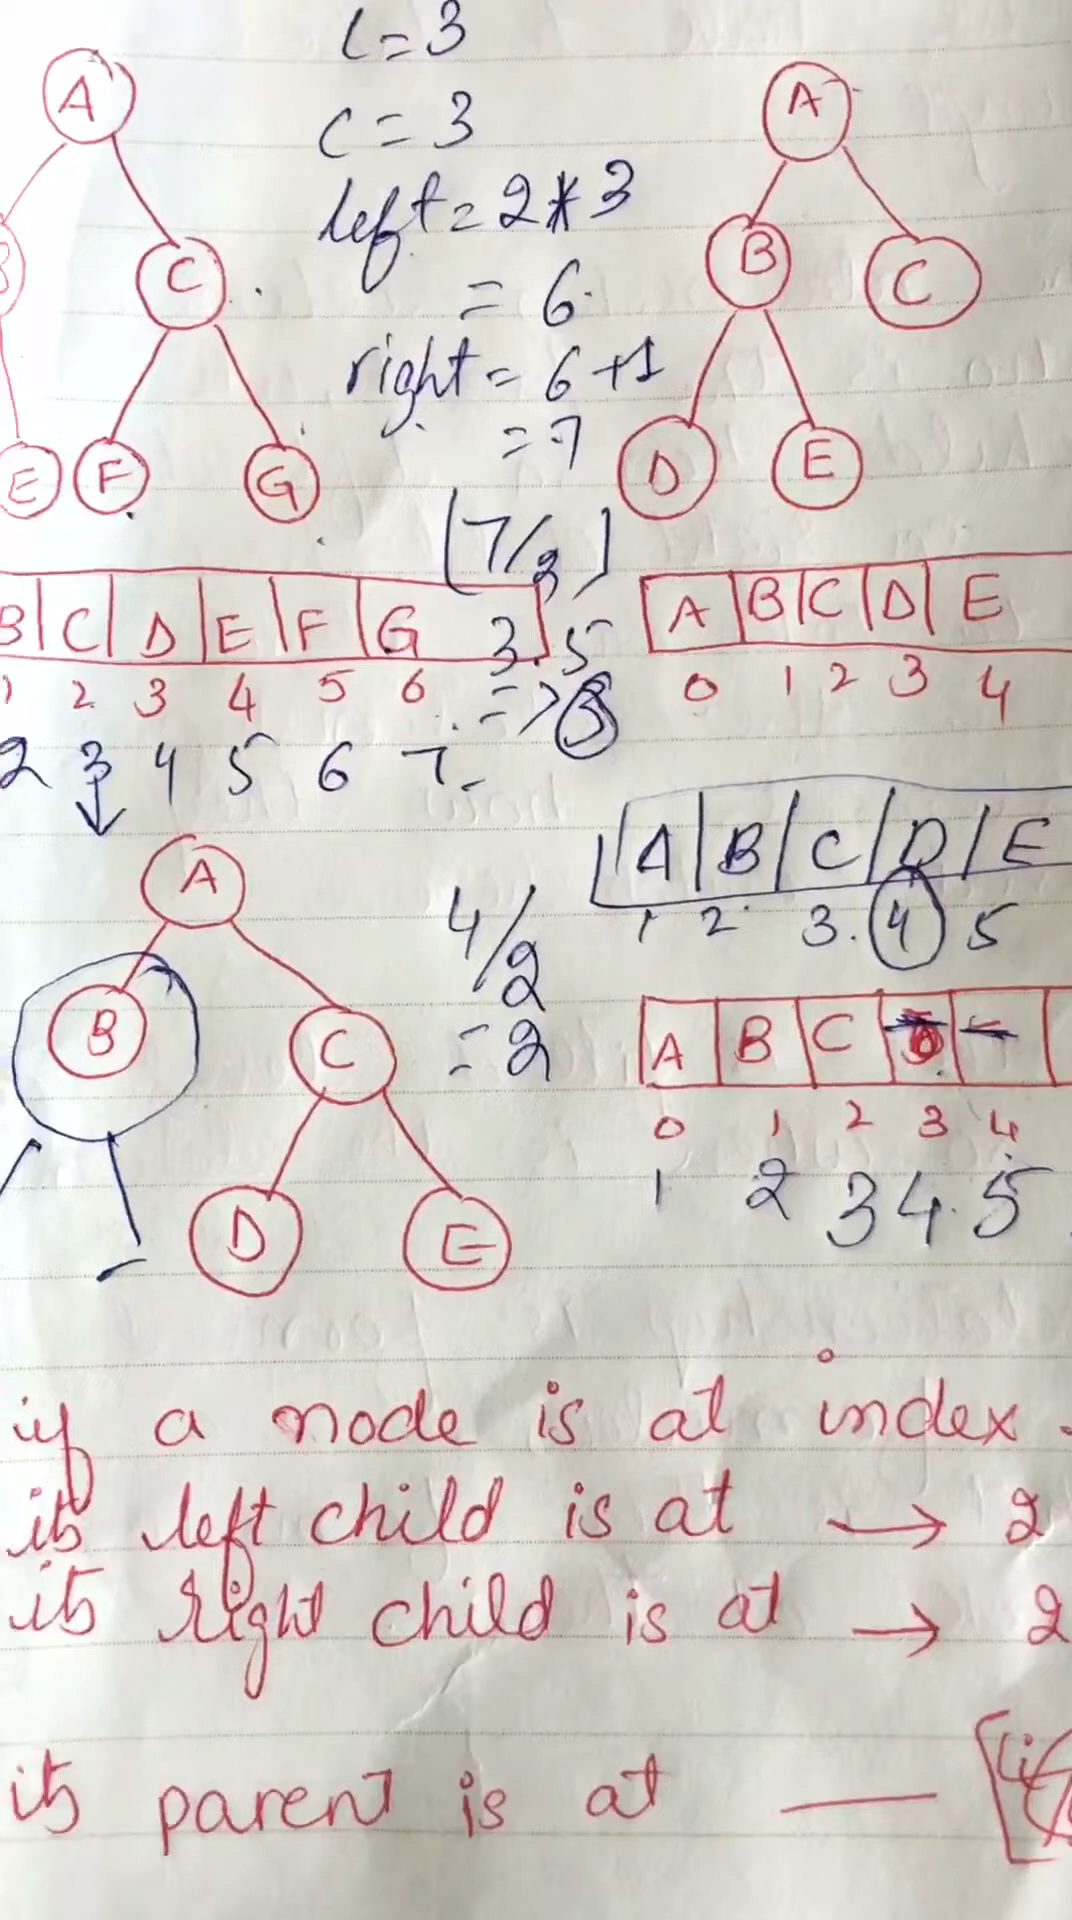 i=3
c=3
left=2*3
=6
right=6+1
=7
A
B
C
E
F
G
A
B
C
D
E
[7/2]
B C D E F G
3.5
1 2 3 4 5 6
=>3
2 3 4 5 6 7
A B C D E
0 1 2 3 4
A B C D E
1 2 3. 4 5
A
B
C
D
E
4/2
=2
A B C
0 1 2 3 4
1 2 3 4 5
if a node is at index
its left child is at → 2
its right child is at → 2
its parent is at —